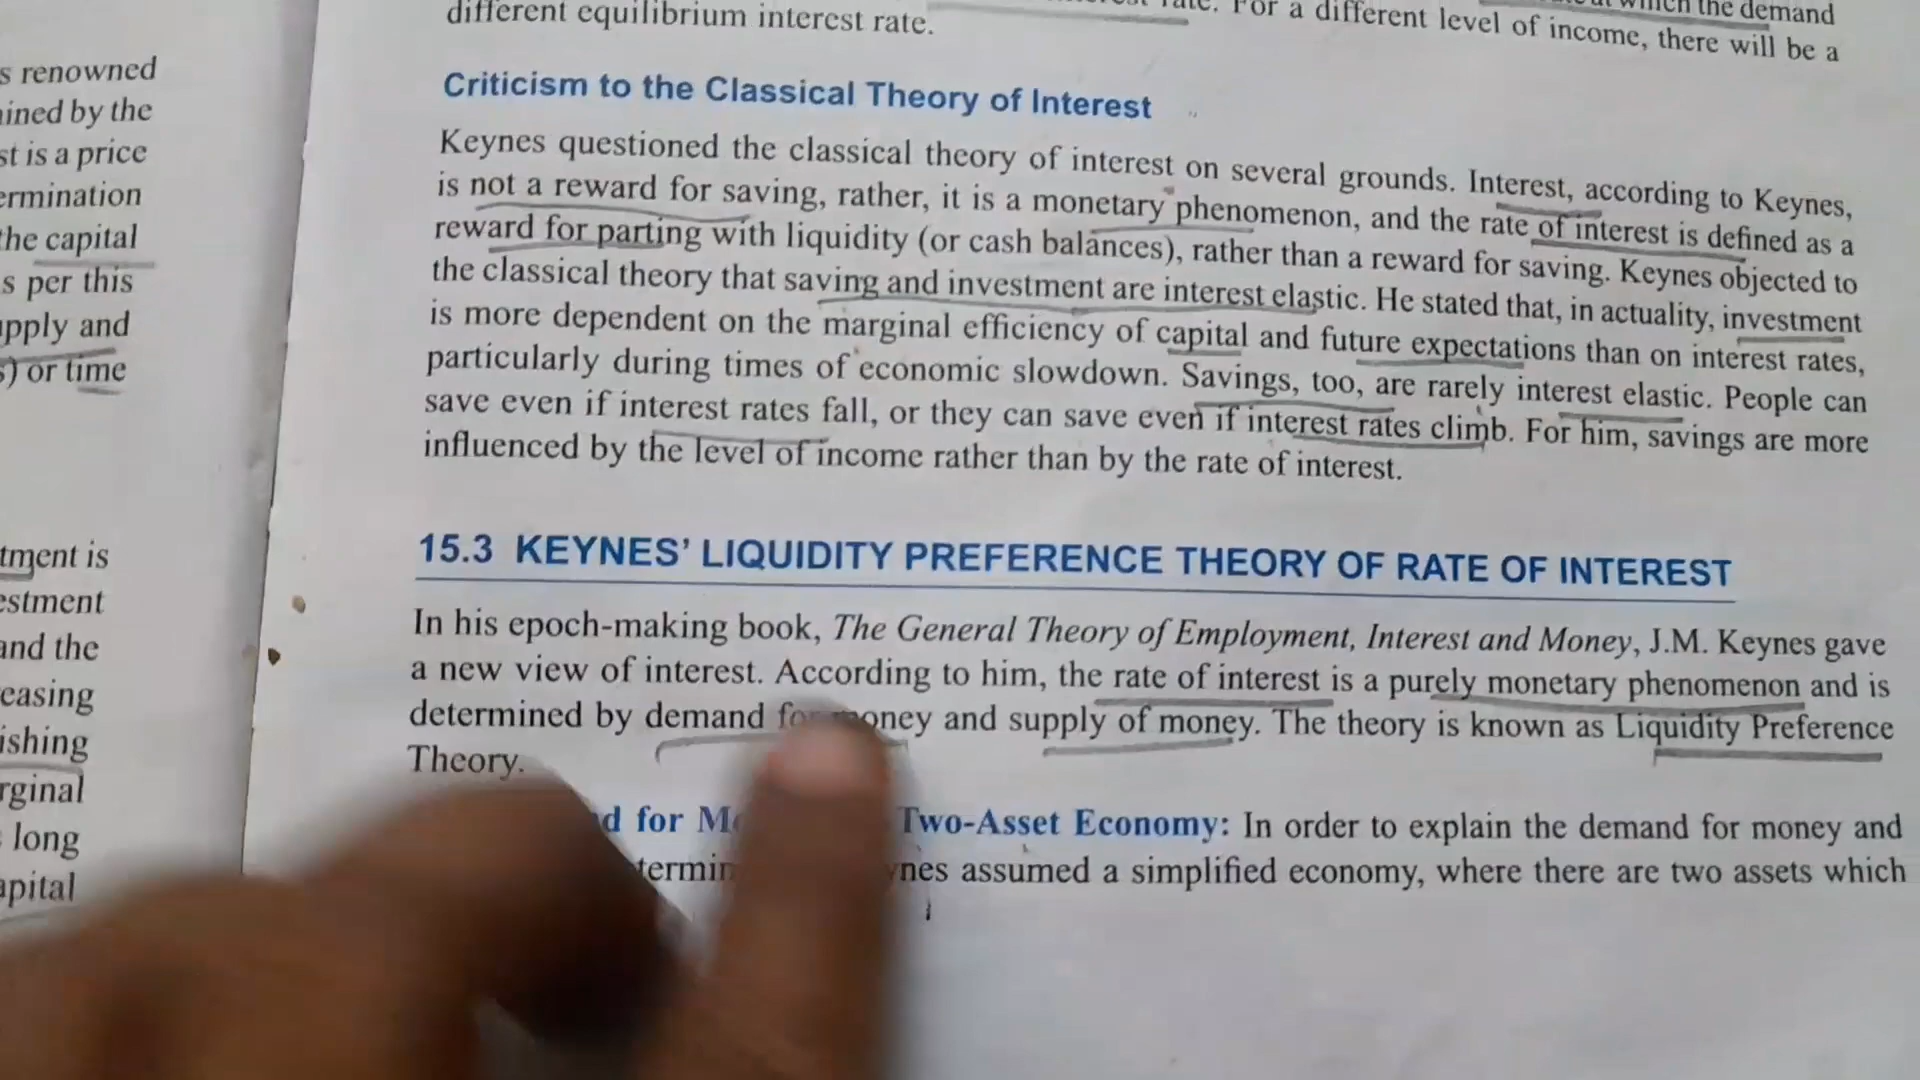 s renowned
ined by the
st is a price
ermination
the capital
s per this
pply and
s) or time
tment is
estment
and the
easing
ishing
rginal
long
apital
which the demand
different equilibrium interest rate. For a different level of income, there will be a
Criticism to the Classical Theory of Interest
Keynes questioned the classical theory of interest on several grounds. Interest, according to Keynes,
is not a reward for saving, rather, it is a monetary phenomenon, and the rate of interest is defined as a
reward for parting with liquidity (or cash balances), rather than a reward for saving. Keynes objected to
the classical theory that saving and investment are interest elastic. He stated that, in actuality, investment
is more dependent on the marginal efficiency of capital and future expectations than on interest rates,
particularly during times of economic slowdown. Savings, too, are rarely interest elastic. People can
save even if interest rates fall, or they can save even if interest rates climb. For him, savings are more
influenced by the level of income rather than by the rate of interest.
15.3 KEYNES' LIQUIDITY PREFERENCE THEORY OF RATE OF INTEREST
In his epoch-making book, The General Theory of Employment, Interest and Money, J.M. Keynes gave
a new view of interest. According to him, the rate of interest is a purely monetary phenomenon and is
determined by demand for money and supply of money. The theory is known as Liquidity Preference
Theory.
d for Two-Asset Economy: In order to explain the demand for money and
termin nes assumed a simplified economy, where there are two assets which